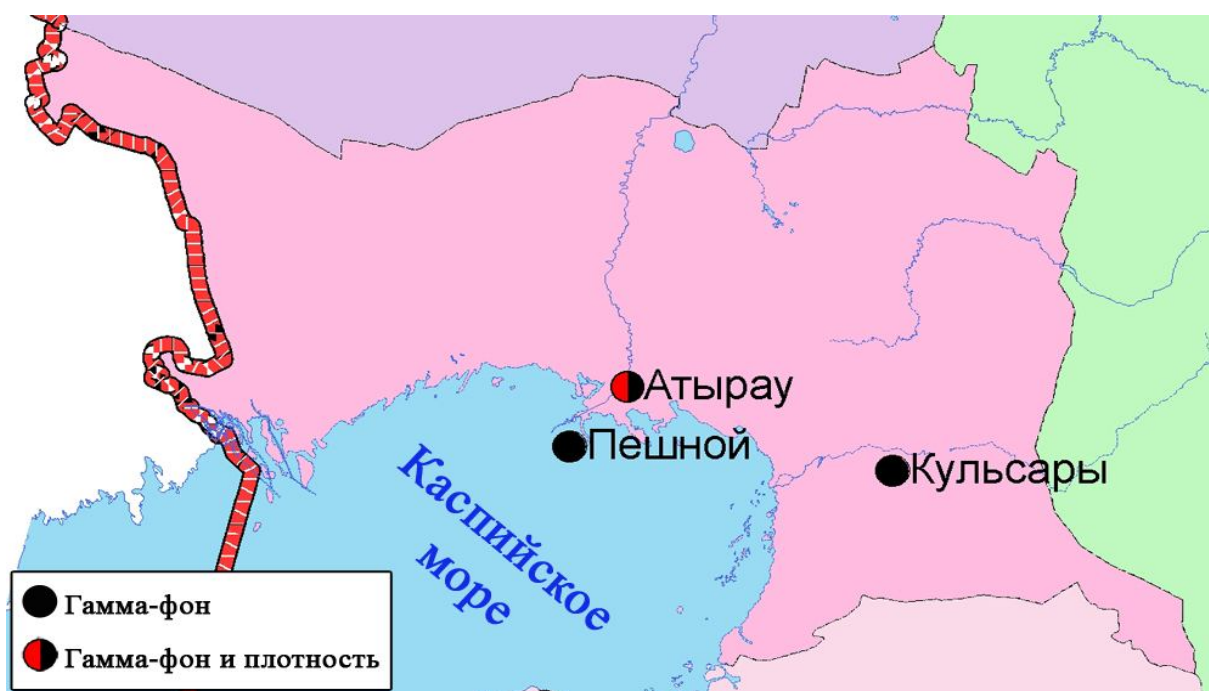 Атырау
Пешной
Кульсары
Каспийское
море
Гамма-фон
Гамма-фон и плотность